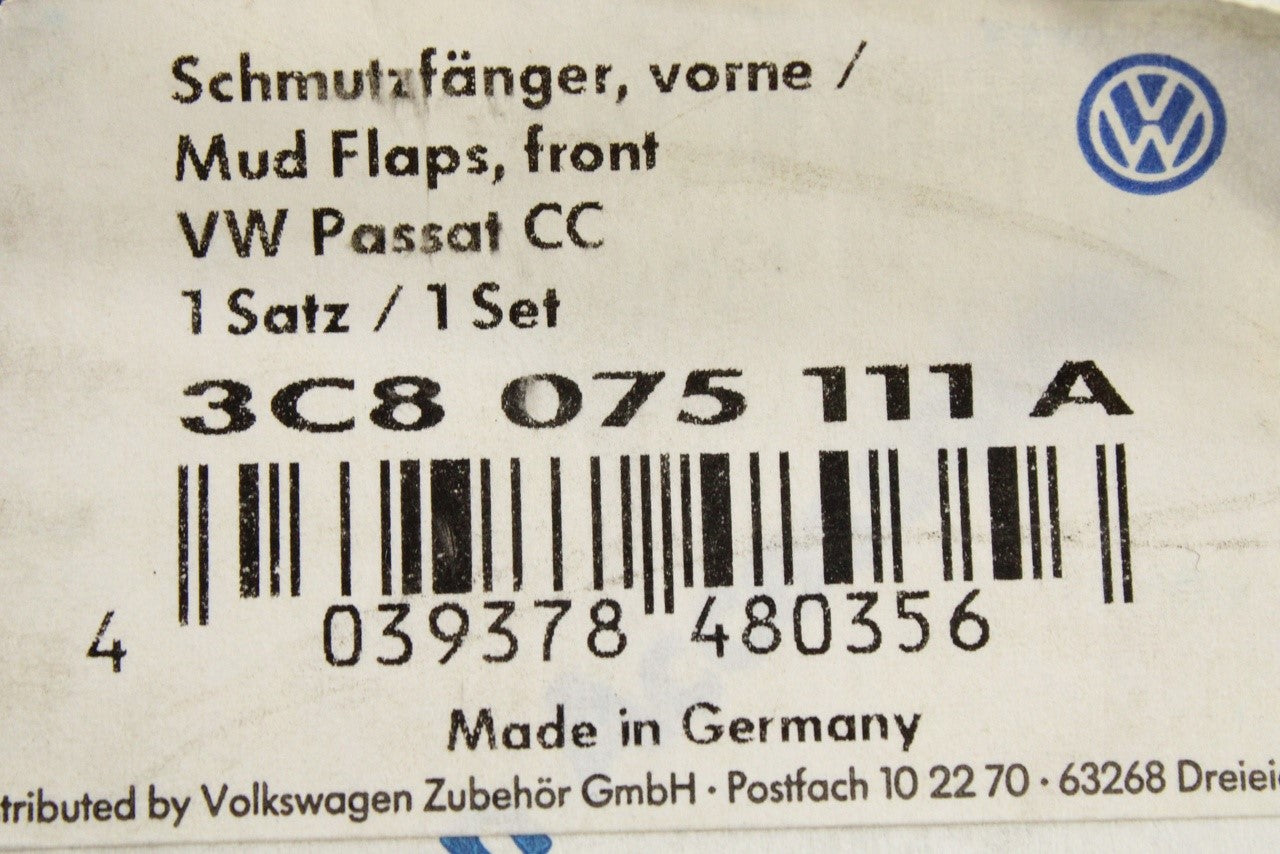 Schmutzfänger, vorne /
Mud Flaps, front
VW Passat CC
1 Satz / 1 Set
3C8 075 111 A
4 039378 480356
Made in Germany
tributed by Volkswagen Zubehör GmbH · Postfach 10 22 70 · 63268 Dreieic